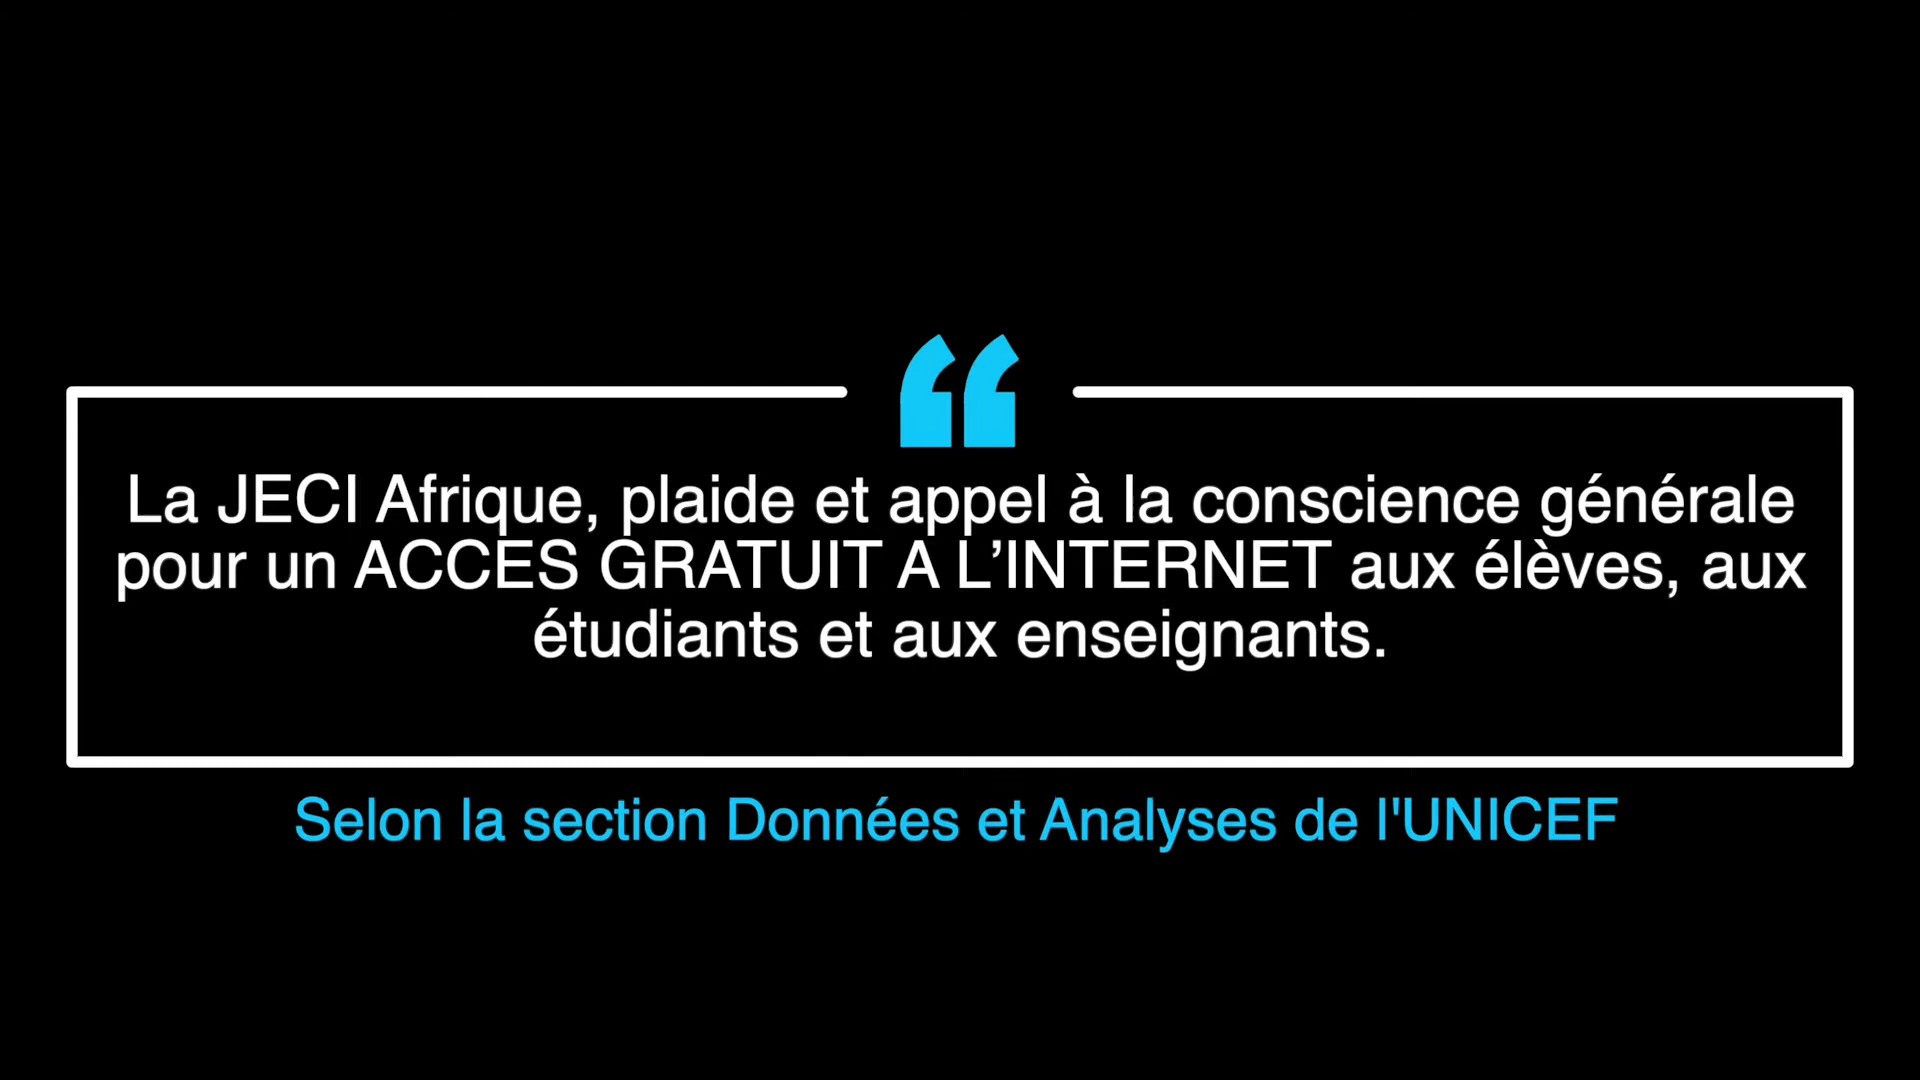 La JECI Afrique, plaide et appel à la conscience générale
pour un ACCES GRATUIT A L’INTERNET aux élèves, aux
étudiants et aux enseignants.
Selon la section Données et Analyses de l'UNICEF